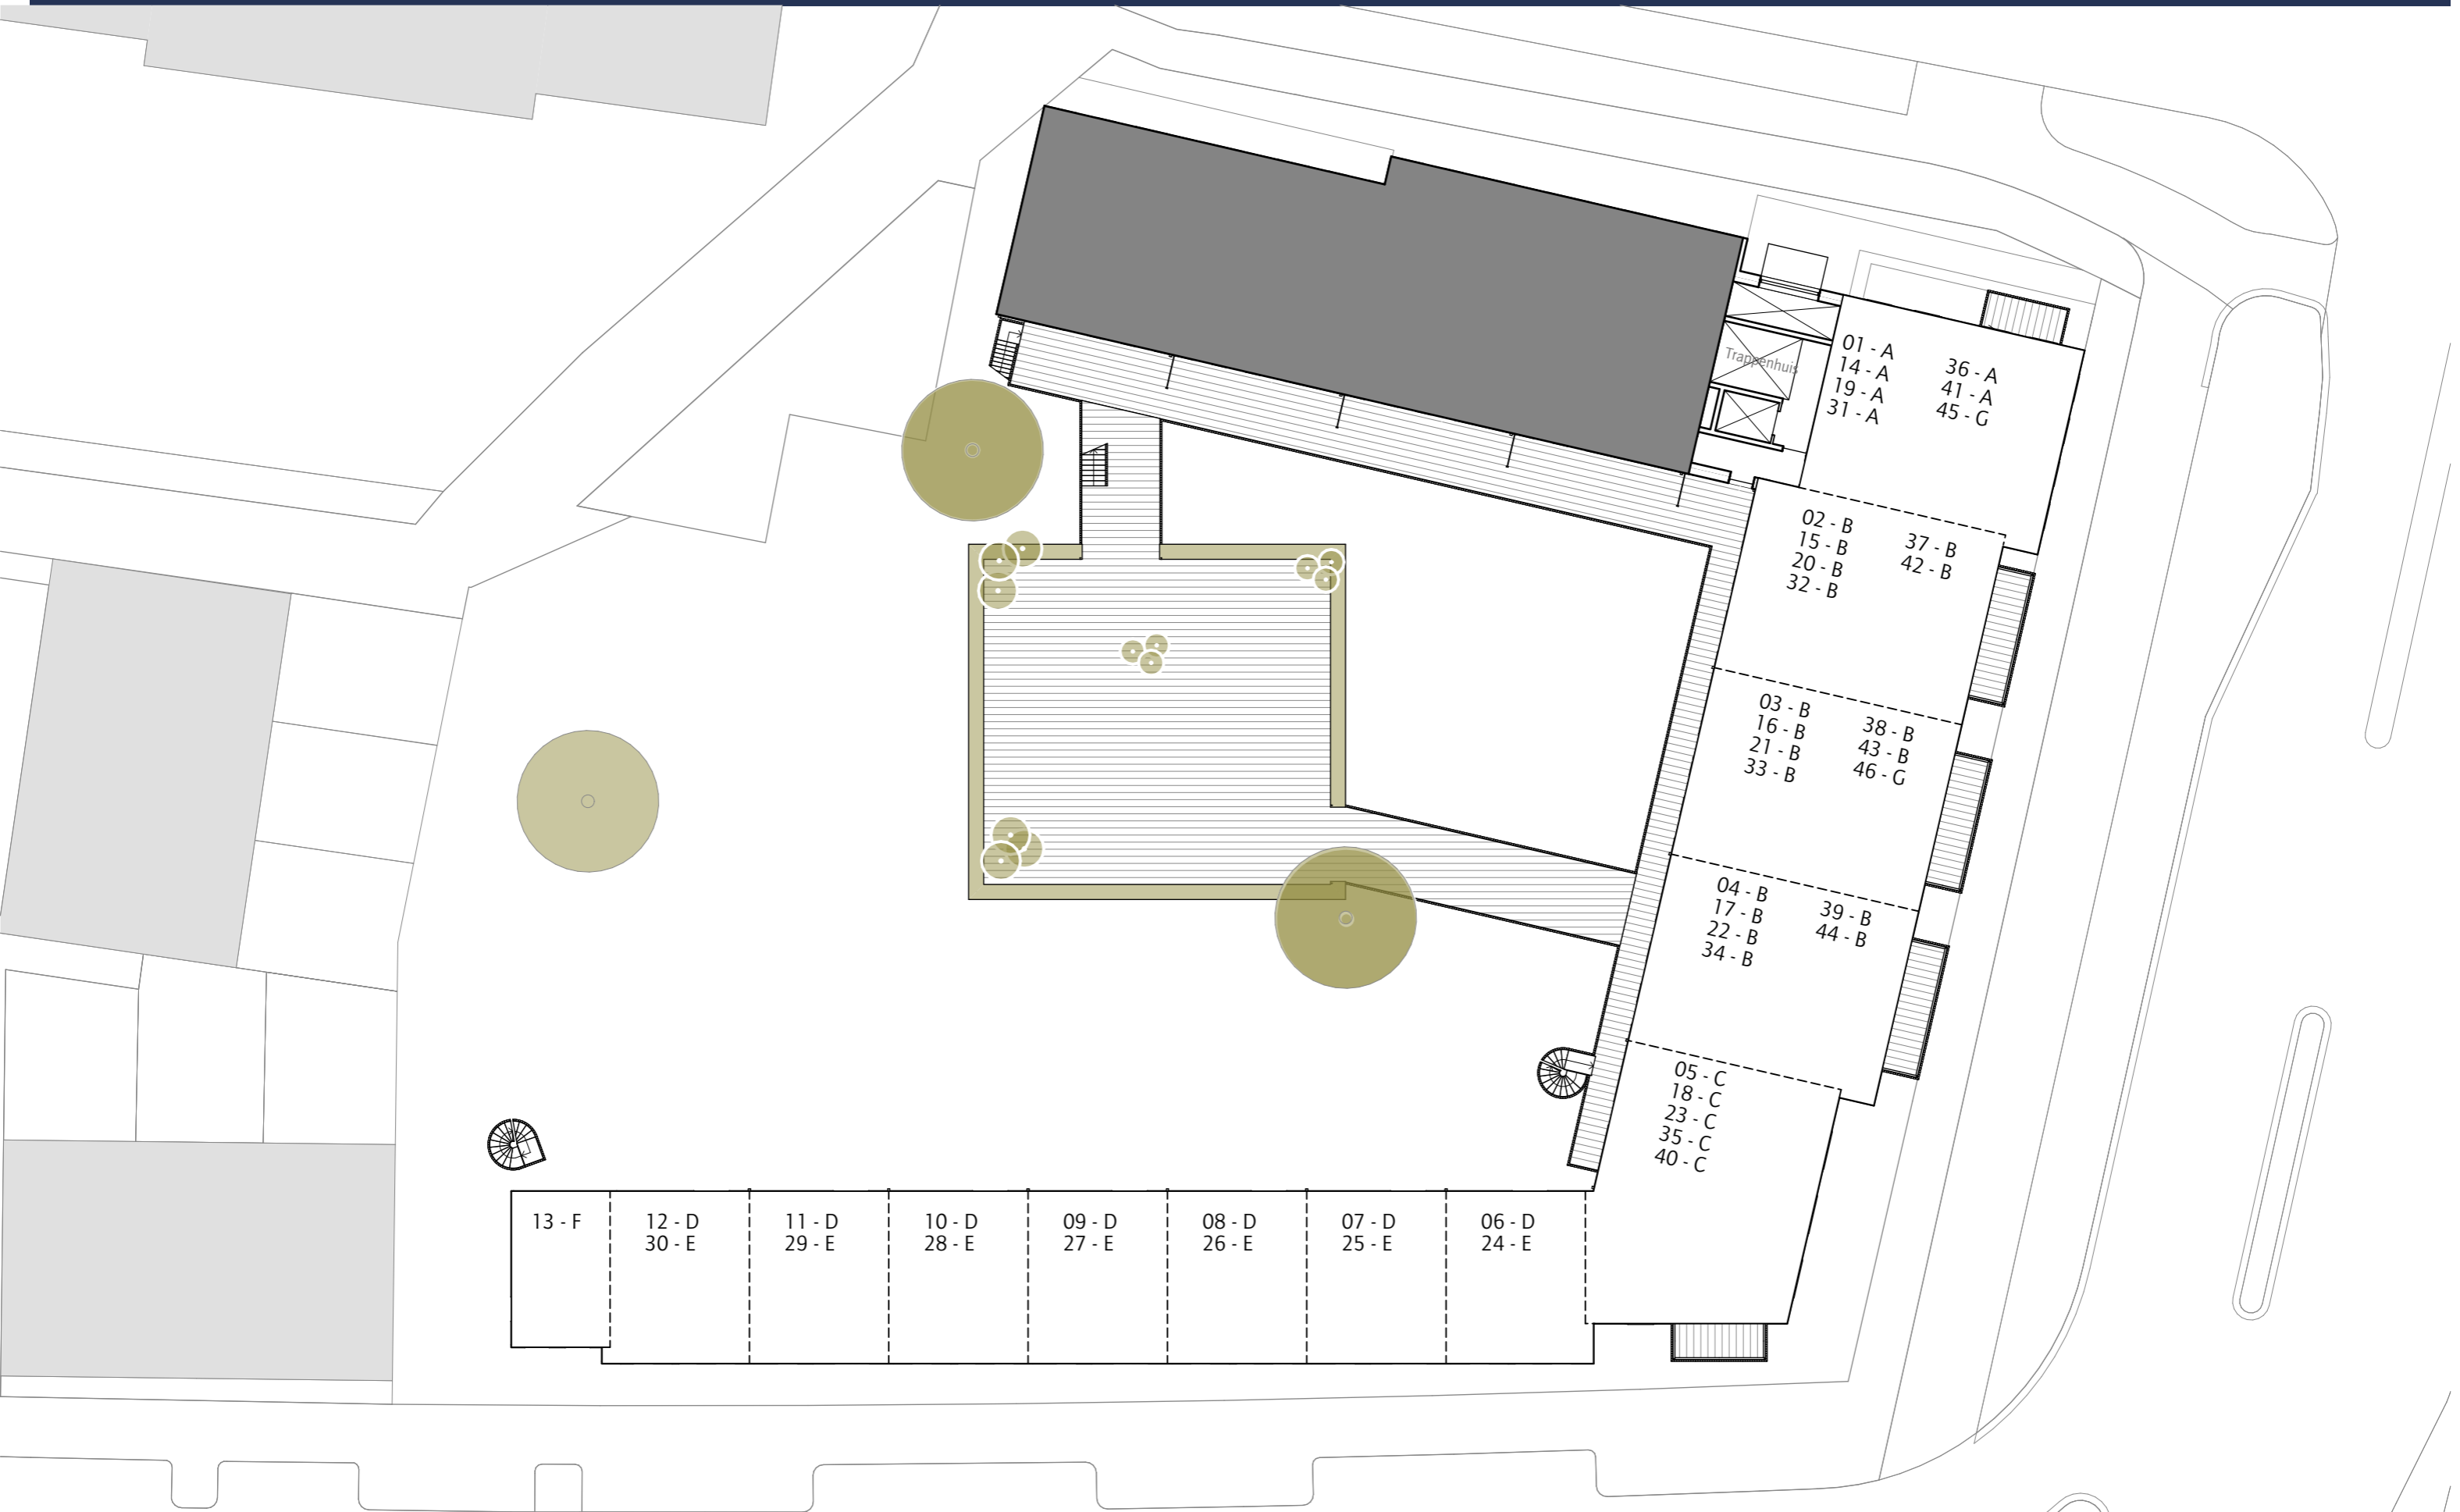 Trappenhuis
01 - A
14 - A
19 - A
31 - A
36 - A
41 - A
45 - G
02 - B
15 - B
20 - B
32 - B
37 - B
42 - B
03 - B
16 - B
21 - B
33 - B
38 - B
43 - B
46 - G
04 - B
17 - B
22 - B
34 - B
39 - B
44 - B
05 - C
18 - C
23 - C
35 - C
40 - C
13 - F
12 - D
30 - E
11 - D
29 - E
10 - D
28 - E
09 - D
27 - E
08 - D
26 - E
07 - D
25 - E
06 - D
24 - E